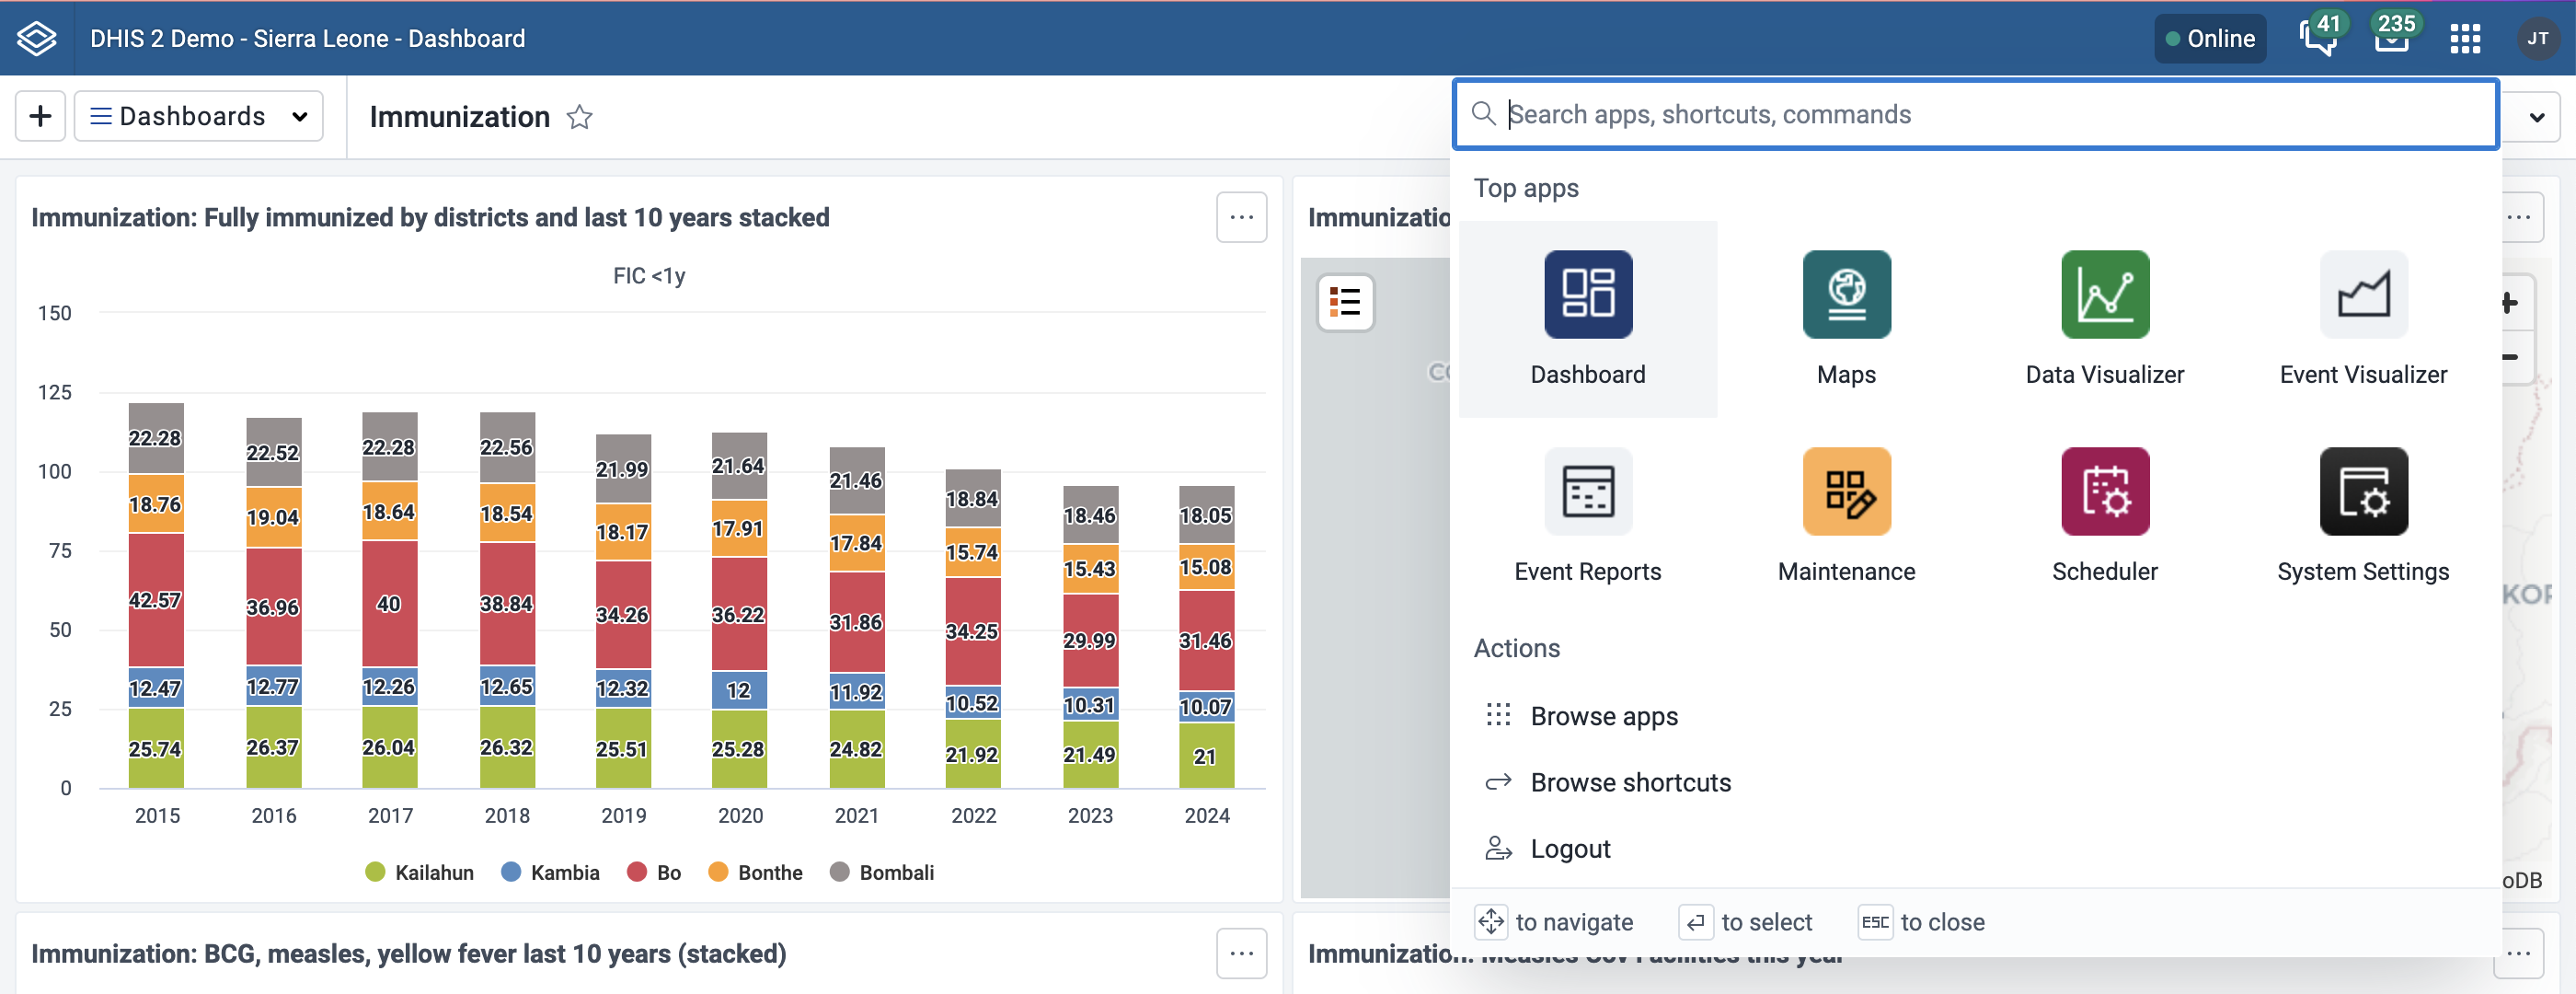 DHIS 2 Demo - Sierra Leone - Dashboard
Online
41
235
JT
Dashboards
Immunization
Search apps, shortcuts, commands
Immunization: Fully immunized by districts and last 10 years stacked
FIC <1y
150
125
100
75
50
25
0
22.28 22.52 22.28 22.56 21.99 21.64 21.46 18.84 18.46 18.05
18.76 19.04 18.64 18.54 18.17 17.91 17.84 15.74 15.43 15.08
42.57 36.96 40 38.84 34.26 36.22 31.86 34.25 29.99 31.46
12.47 12.77 12.26 12.65 12.32 12 11.92 10.52 10.31 10.07
25.74 26.37 26.04 26.32 25.51 25.28 24.82 21.92 21.49 21
2015 2016 2017 2018 2019 2020 2021 2022 2023 2024
Kailahun Kambia Bo Bonthe Bombali
Immunization: BCG, measles, yellow fever last 10 years (stacked)
Immunizatio
Top apps
Dashboard Maps Data Visualizer Event Visualizer
Event Reports Maintenance Scheduler System Settings
Actions
Browse apps
Browse shortcuts
Logout
to navigate to select ESC to close
KOI
oDB
Immunization: Measles Cov Facilities this year